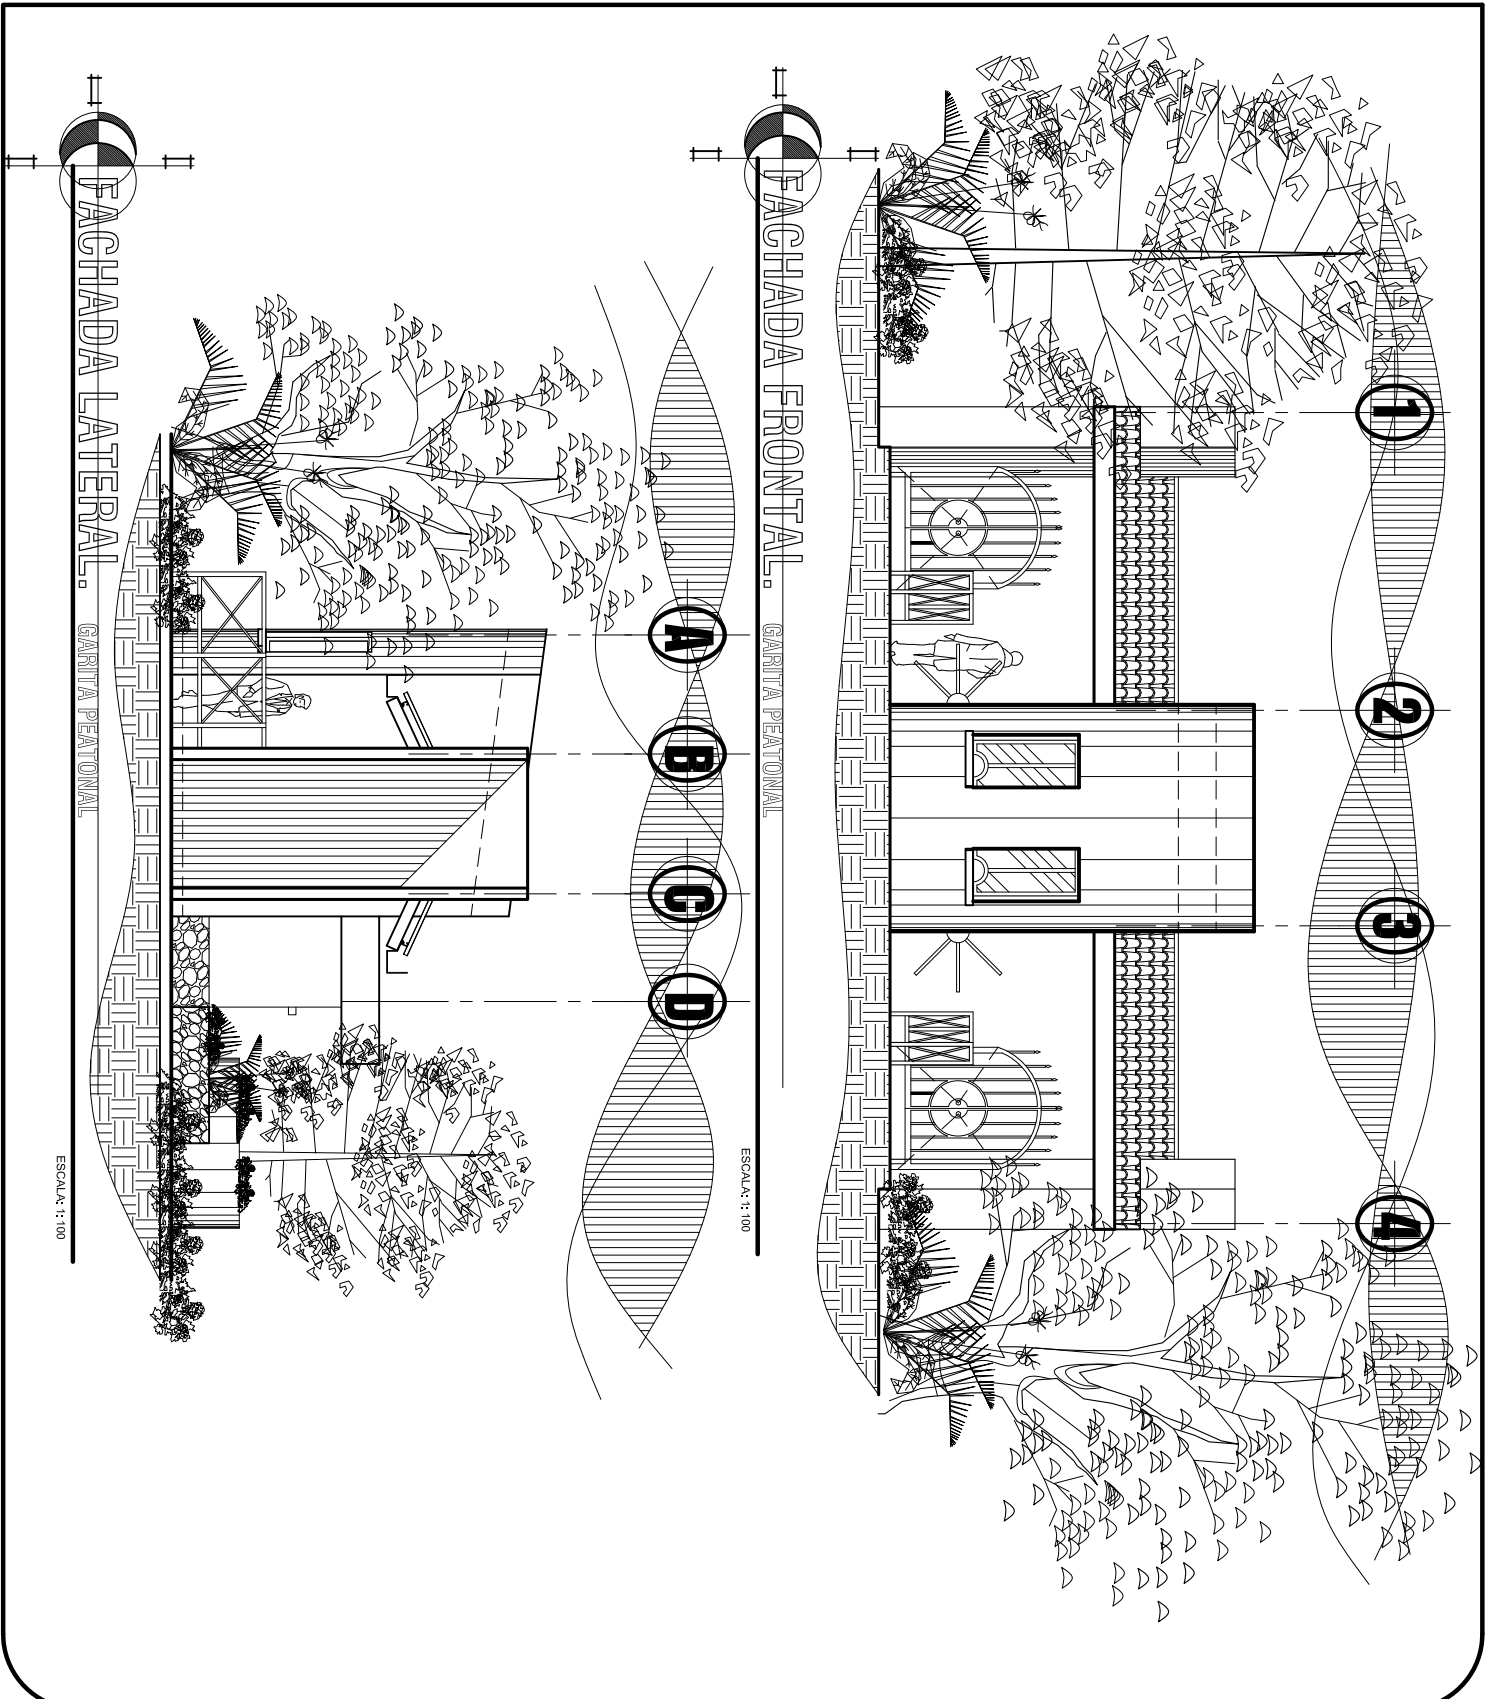 1
2
3
4
FACHADA FRONTAL.
GARITA PEATONAL
ESCALA: 1: 100
A
B
C
D
FACHADA LATERAL.
GARITA PEATONAL
ESCALA: 1: 100